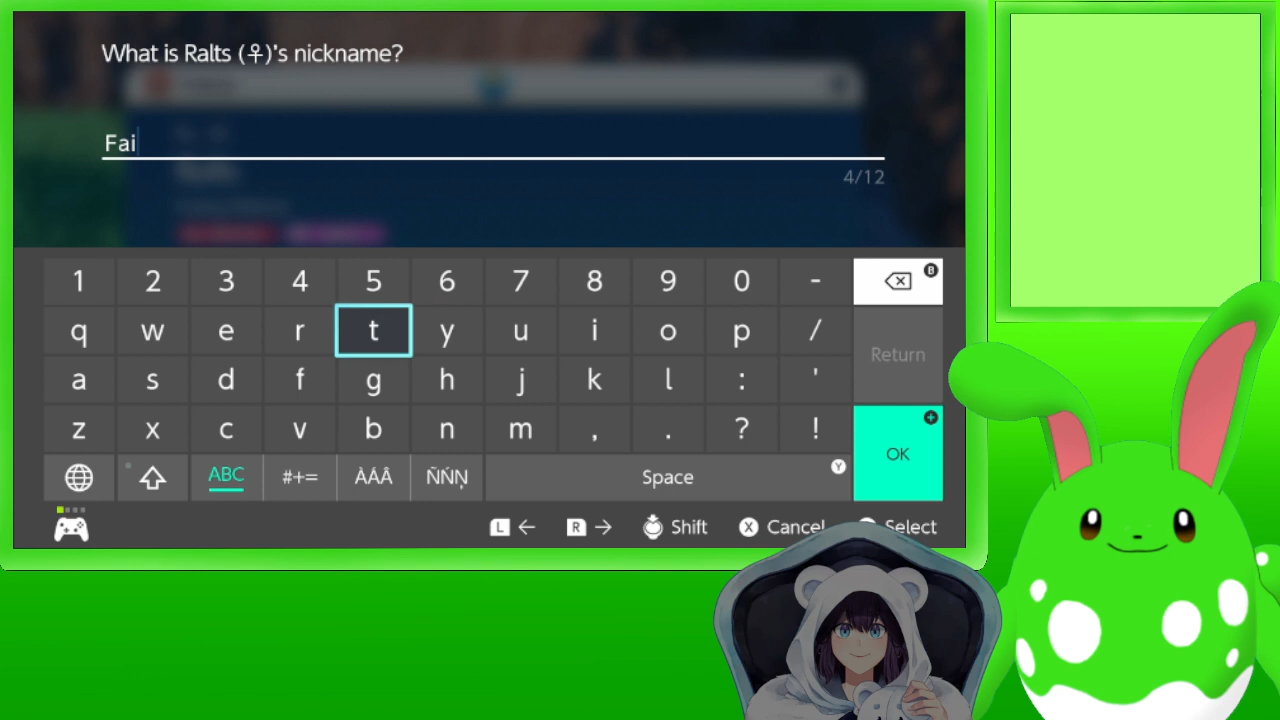 What is Ralts (♀)'s nickname?
Fai
4/12
1 2 3 4 5 6 7 8 9 0 -
B
q w e r t y u i o p /
Return
a s d f g h j k l : '
z x c v b n m , . ? !
+
OK
ABC #+= ÀÁÂ ÑŃŅ Space
Y
L ← R → Shift X Cancel Select